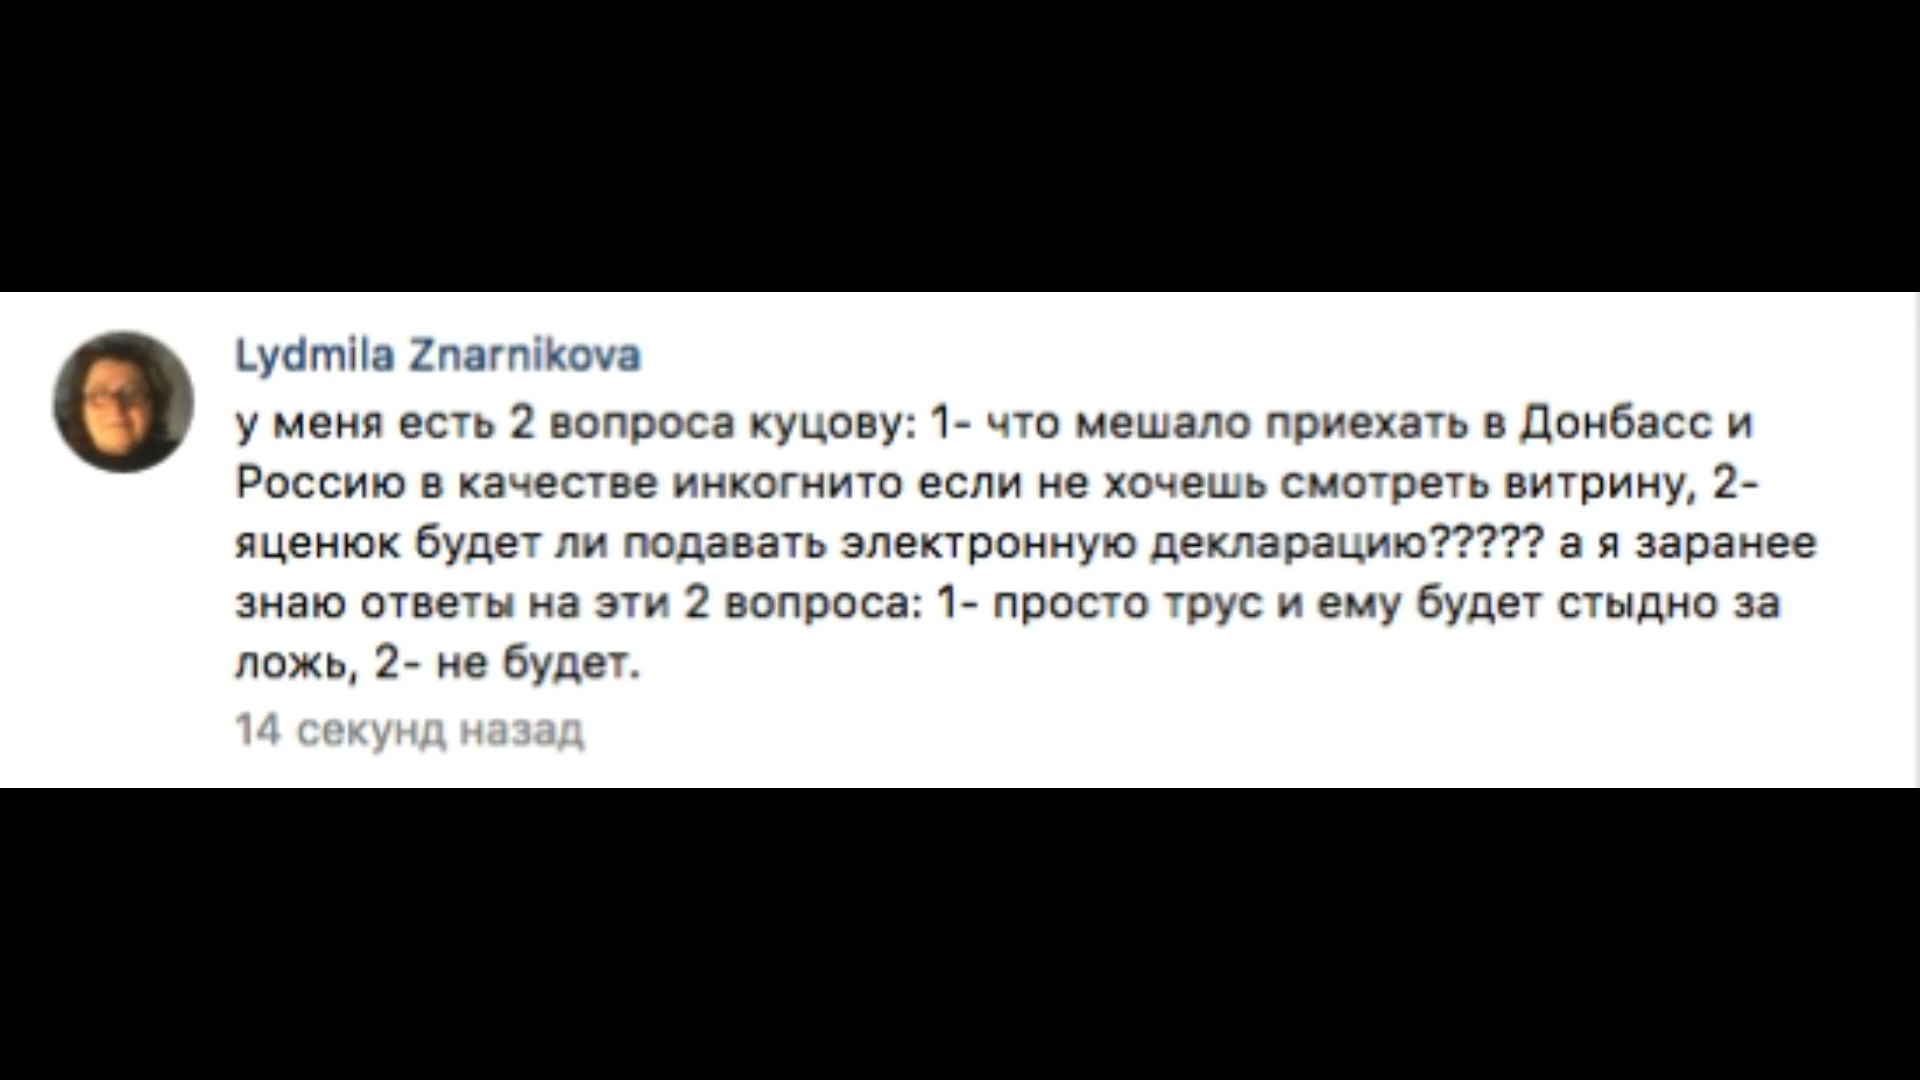 Lydmila Znarnikova
у меня есть 2 вопроса куцову: 1- что мешало приехать в Донбасс и
Россию в качестве инкогнито если не хочешь смотреть витрину, 2-
яценюк будет ли подавать электронную декларацию????? а я заранее
знаю ответы на эти 2 вопроса: 1- просто трус и ему будет стыдно за
ложь, 2- не будет.
14 секунд назад